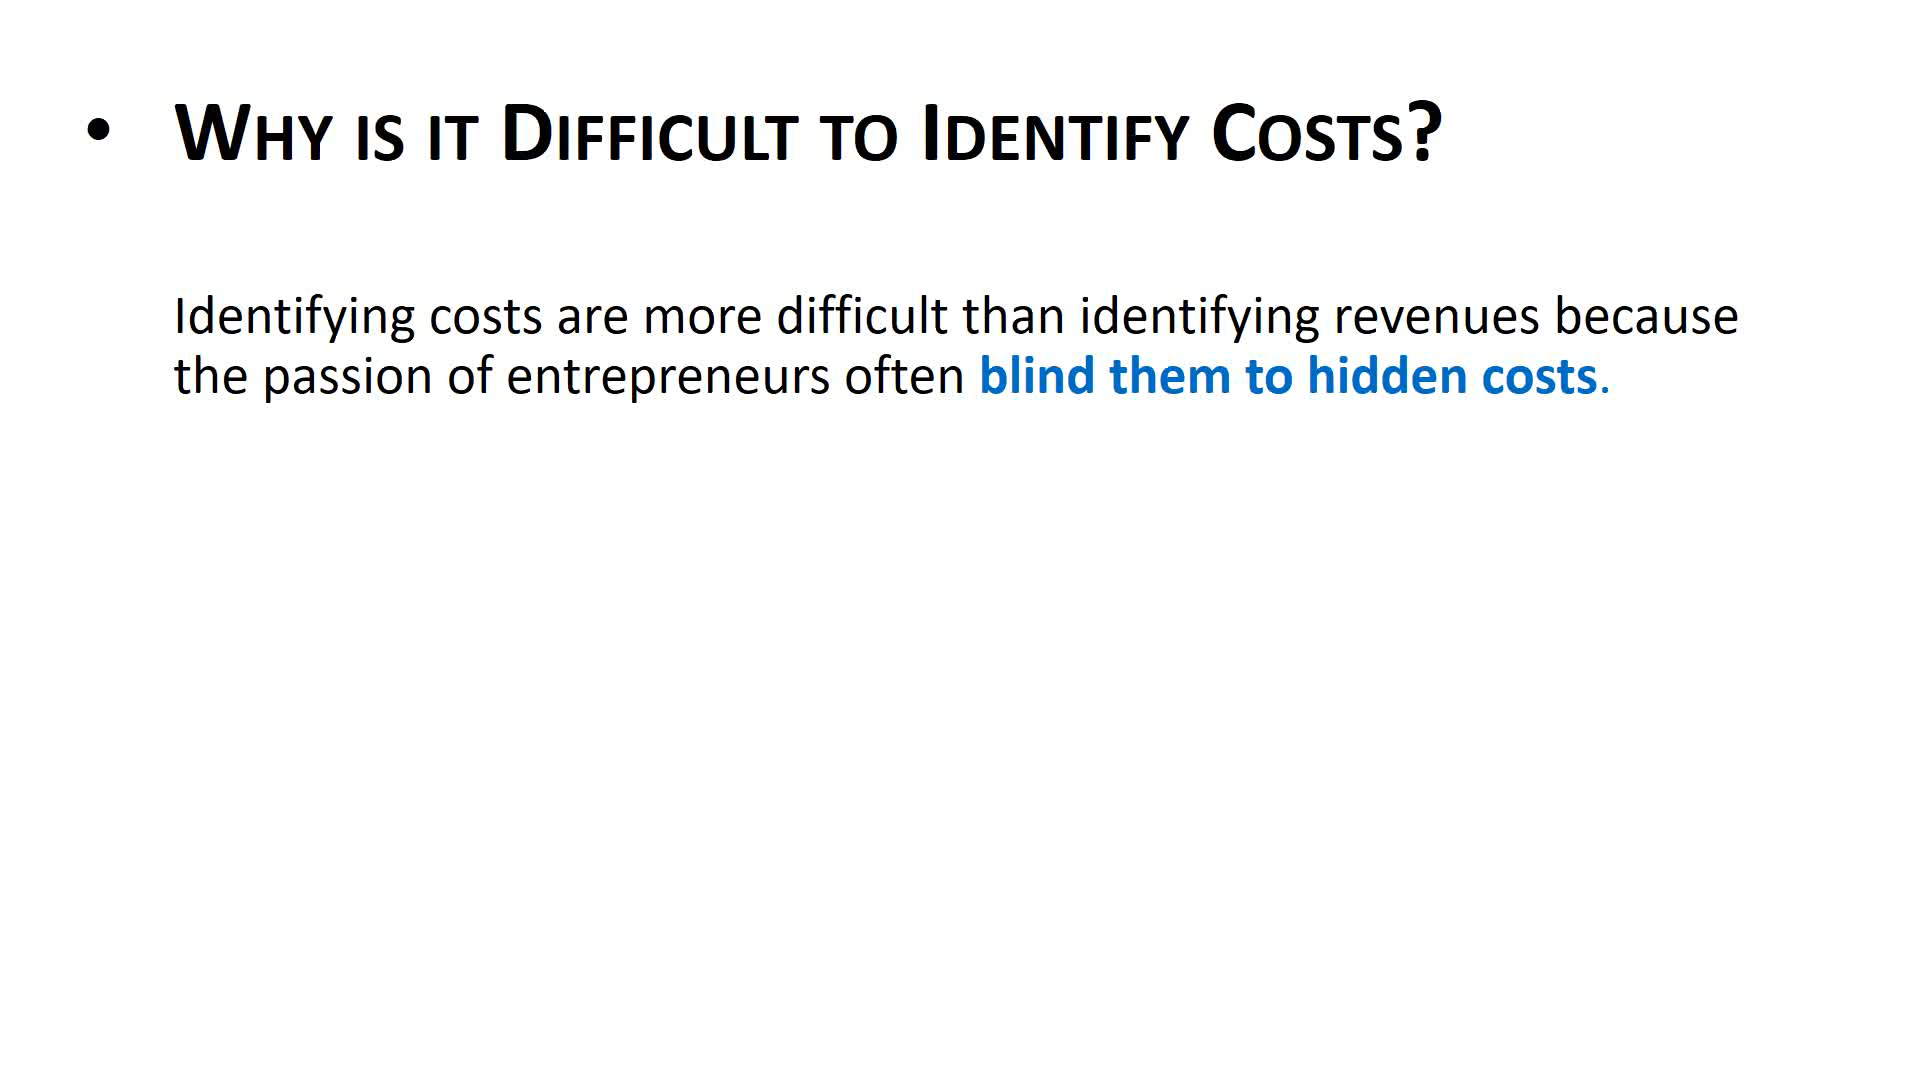 • Why is it Difficult to Identify Costs?
Identifying costs are more difficult than identifying revenues because
the passion of entrepreneurs often blind them to hidden costs.